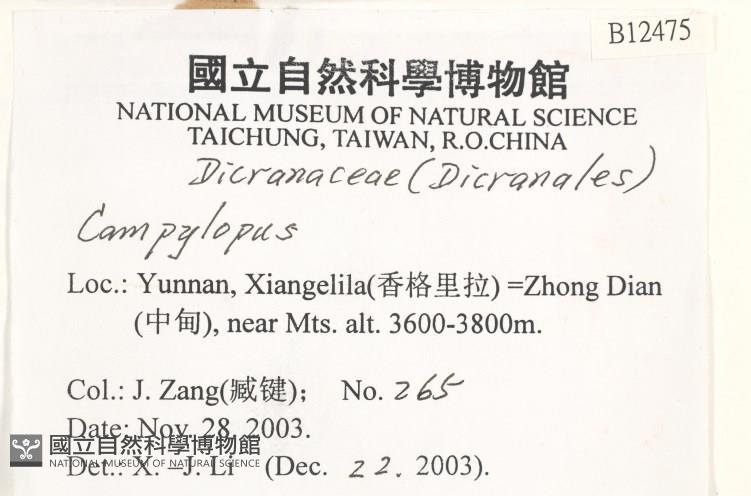 B12475
國立自然科學博物館
NATIONAL MUSEUM OF NATURAL SCIENCE
TAICHUNG, TAIWAN, R.O.CHINA
Dicranaceae (Dicranales)
Campylopus
Loc.: Yunnan, Xiangelila(香格里拉) =Zhong Dian
(中甸), near Mts. alt. 3600-3800m.
Col.: J. Zang(臧键); No. 265
Date: Nov. 28, 2003.
國立自然科學博物館
NATIONAL MUSEUM OF NATURAL SCIENCE
Det.: X. –J. Li (Dec. 22. 2003).